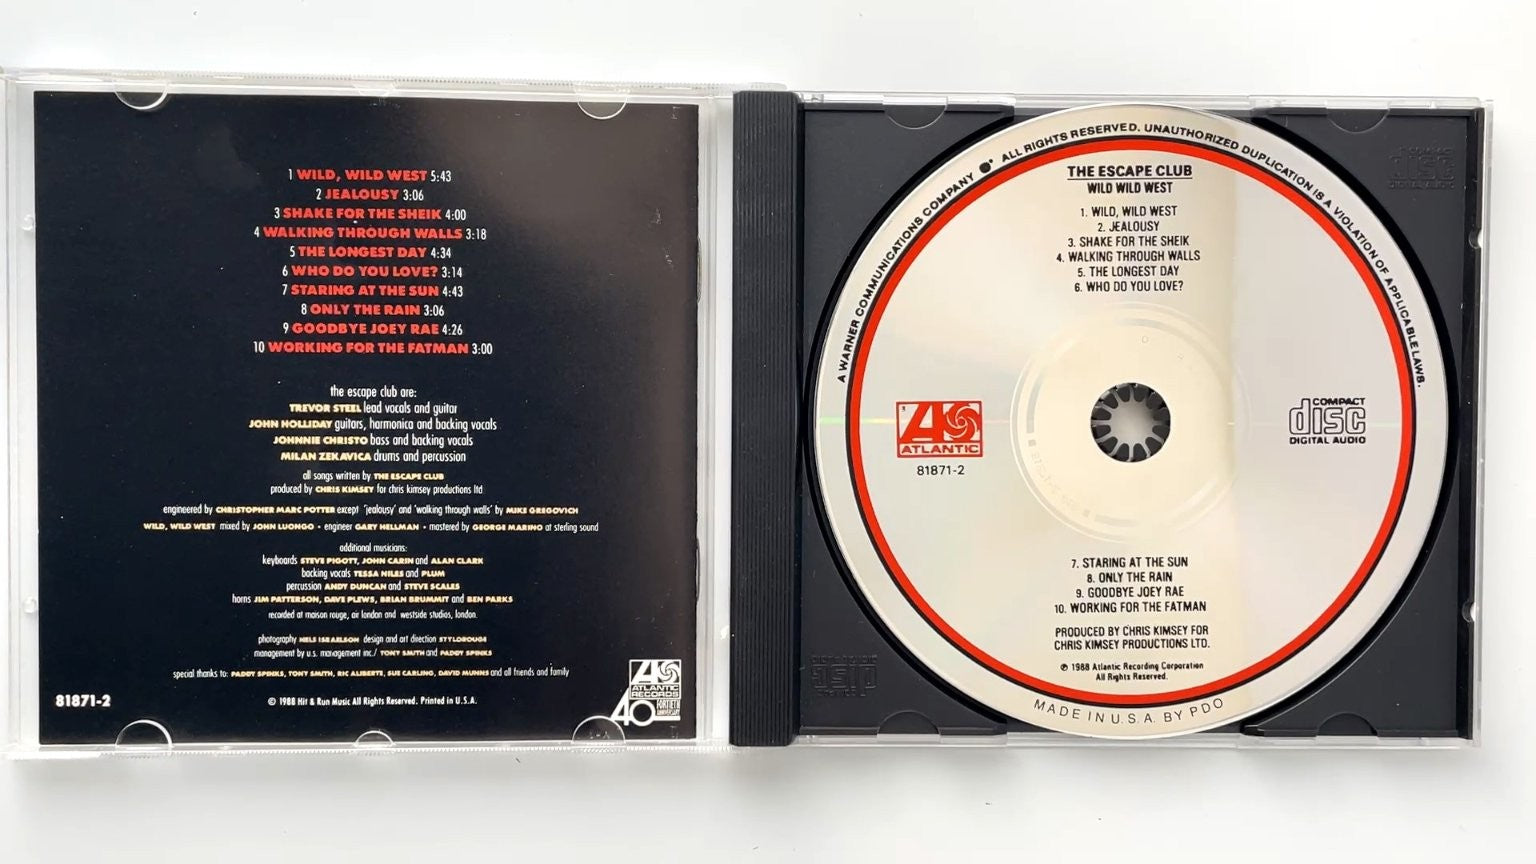 1 WILD, WILD WEST 5:43
2 JEALOUSY 3:06
3 SHAKE FOR THE SHEIK 4:00
4 WALKING THROUGH WALLS 3:18
5 THE LONGEST DAY 4:34
6 WHO DO YOU LOVE? 3:14
7 STARING AT THE SUN 4:43
8 ONLY THE RAIN 3:06
9 GOODBYE JOEY RAE 4:26
10 WORKING FOR THE FATMAN 3:00
the escape club are:
TREVOR STEEL lead vocals and guitar
JOHN HOLLIDAY guitars, harmonica and backing vocals
JOHNNIE CHRISTO bass and backing vocals
MILAN ZEKAVICA drums and percussion
all songs written by THE ESCAPE CLUB
produced by CHRIS KIMSEY for chris kimsey productions ltd
engineered by CHRISTOPHER MARC POTTER except 'jealousy' and 'walking through walls' by MIKE GREGOVICH
WILD, WILD WEST mixed by JOHN LUONGO • engineer GARY HELLMAN • mastered by GEORGE MARINO at sterling sound
additional musicians:
keyboards STEVE PIGOTT, JOHN CARIN and ALAN CLARK
backing vocals TESSA NILES and PLUM
percussion ANDY DUNCAN and STEVE SCALES
horns JIM PATTERSON, DAVE PLEWS, BRIAN BRUMMIT and BEN PARKS
recorded at maison rouge, air london and westside studios, london.
photography NELS ISRAELSON design and art direction STYLOROUGE
management by u.s. management inc./ TONY SMITH and PADDY SPINKS
special thanks to: PADDY SPINKS, TONY SMITH, RIC ALIBERTE, SUE CARLING, DAVID MUNNS and all friends and family
81871-2
© 1988 Hit & Run Music All Rights Reserved. Printed in U.S.A.
ATLANTIC
RECORDS
40 FORTIETH
ANNIVERSARY
A WARNER COMMUNICATIONS COMPANY ALL RIGHTS RESERVED. UNAUTHORIZED DUPLICATION IS A VIOLATION OF APPLICABLE LAWS.
THE ESCAPE CLUB
WILD WILD WEST
1. WILD, WILD WEST
2. JEALOUSY
3. SHAKE FOR THE SHEIK
4. WALKING THROUGH WALLS
5. THE LONGEST DAY
6. WHO DO YOU LOVE?
ATLANTIC
81871-2
COMPACT
disc
DIGITAL AUDIO
7. STARING AT THE SUN
8. ONLY THE RAIN
9. GOODBYE JOEY RAE
10. WORKING FOR THE FATMAN
PRODUCED BY CHRIS KIMSEY FOR
CHRIS KIMSEY PRODUCTIONS LTD.
℗ 1988 Atlantic Recording Corporation
All Rights Reserved.
MADE IN U.S.A. BY PDO
COMPACT
disc
DIGITAL AUDIO